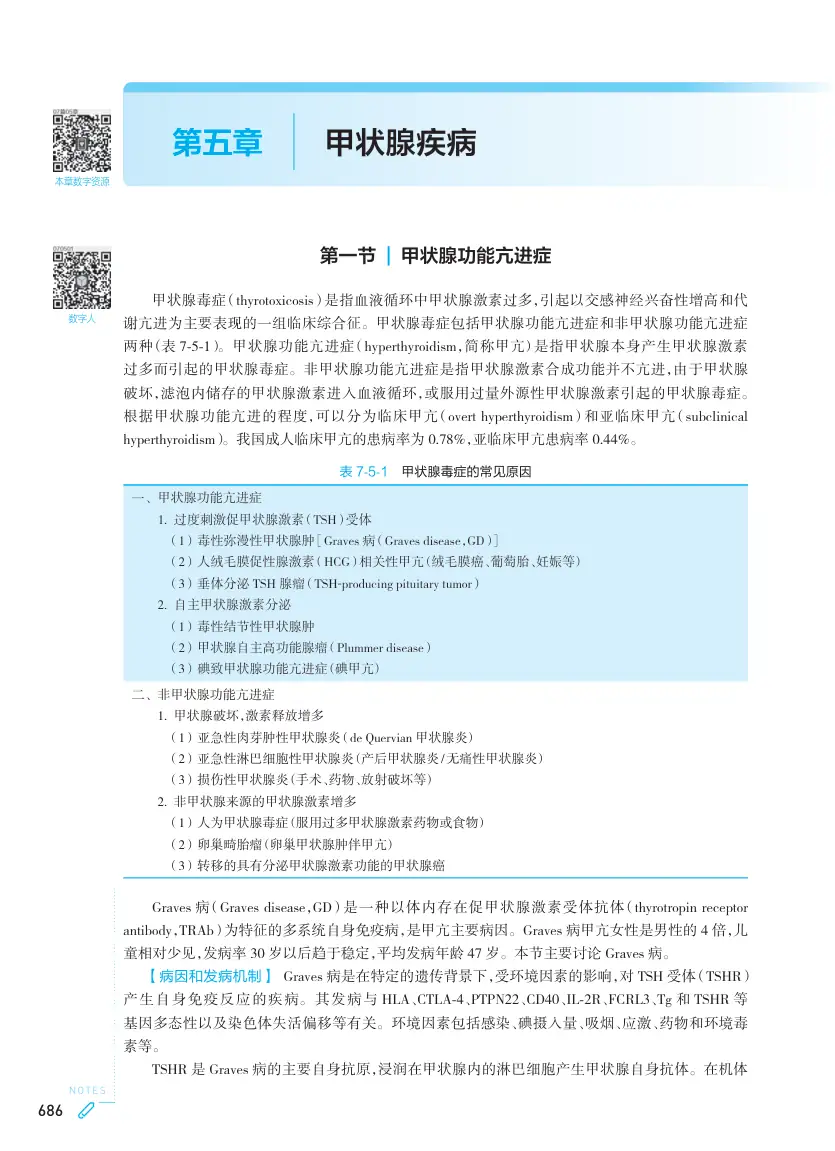 07篇05章
本章数字资源
第五章
甲状腺疾病
070501
数字人
第一节 | 甲状腺功能亢进症
甲状腺毒症（thyrotoxicosis）是指血液循环中甲状腺激素过多，引起以交感神经兴奋性增高和代
谢亢进为主要表现的一组临床综合征。甲状腺毒症包括甲状腺功能亢进症和非甲状腺功能亢进症
两种（表 7-5-1）。甲状腺功能亢进症（hyperthyroidism，简称甲亢）是指甲状腺本身产生甲状腺激素
过多而引起的甲状腺毒症。非甲状腺功能亢进症是指甲状腺激素合成功能并不亢进，由于甲状腺
破坏，滤泡内储存的甲状腺激素进入血液循环，或服用过量外源性甲状腺激素引起的甲状腺毒症。
根据甲状腺功能亢进的程度，可以分为临床甲亢（overt hyperthyroidism）和亚临床甲亢（subclinical
hyperthyroidism）。我国成人临床甲亢的患病率为 0.78%，亚临床甲亢患病率 0.44%。
表 7-5-1 甲状腺毒症的常见原因
一、甲状腺功能亢进症
1. 过度刺激促甲状腺激素（TSH）受体
（1）毒性弥漫性甲状腺肿［Graves 病（Graves disease，GD）］
（2）人绒毛膜促性腺激素（HCG）相关性甲亢（绒毛膜癌、葡萄胎、妊娠等）
（3）垂体分泌 TSH 腺瘤（TSH-producing pituitary tumor）
2. 自主甲状腺激素分泌
（1）毒性结节性甲状腺肿
（2）甲状腺自主高功能腺瘤（Plummer disease）
（3）碘致甲状腺功能亢进症（碘甲亢）
二、非甲状腺功能亢进症
1. 甲状腺破坏，激素释放增多
（1）亚急性肉芽肿性甲状腺炎（de Quervian 甲状腺炎）
（2）亚急性淋巴细胞性甲状腺炎（产后甲状腺炎/无痛性甲状腺炎）
（3）损伤性甲状腺炎（手术、药物、放射破坏等）
2. 非甲状腺来源的甲状腺激素增多
（1）人为甲状腺毒症（服用过多甲状腺激素药物或食物）
（2）卵巢畸胎瘤（卵巢甲状腺肿伴甲亢）
（3）转移的具有分泌甲状腺激素功能的甲状腺癌
Graves 病（Graves disease，GD）是一种以体内存在促甲状腺激素受体抗体（thyrotropin receptor
antibody，TRAb）为特征的多系统自身免疫病，是甲亢主要病因。Graves 病甲亢女性是男性的 4 倍，儿
童相对少见，发病率 30 岁以后趋于稳定，平均发病年龄 47 岁。本节主要讨论 Graves 病。
【病因和发病机制】 Graves 病是在特定的遗传背景下，受环境因素的影响，对 TSH 受体（TSHR）
产生自身免疫反应的疾病。其发病与 HLA、CTLA-4、PTPN22、CD40、IL-2R、FCRL3、Tg 和 TSHR 等
基因多态性以及染色体失活偏移等有关。环境因素包括感染、碘摄入量、吸烟、应激、药物和环境毒
素等。
TSHR 是 Graves 病的主要自身抗原，浸润在甲状腺内的淋巴细胞产生甲状腺自身抗体。在机体
NOTES
686